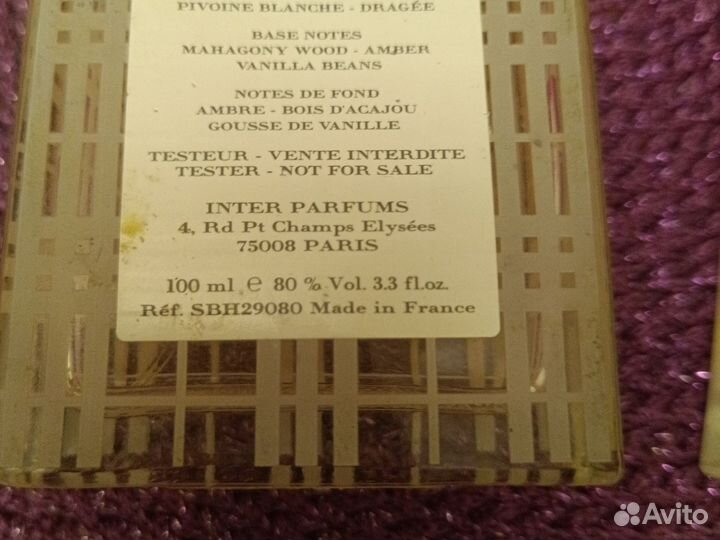 PIVOINE BLANCHE - DRAGÉE
BASE NOTES
MAHAGONY WOOD - AMBER
VANILLA BEANS
NOTES DE FOND
AMBRE - BOIS D'ACAJOU
GOUSSE DE VANILLE
TESTEUR - VENTE INTERDITE
TESTER - NOT FOR SALE
INTER PARFUMS
4, Rd Pt Champs Elysées
75008 PARIS
100 ml ℮ 80 % Vol. 3.3 fl.oz.
Réf. SBH29080 Made in France
Avito